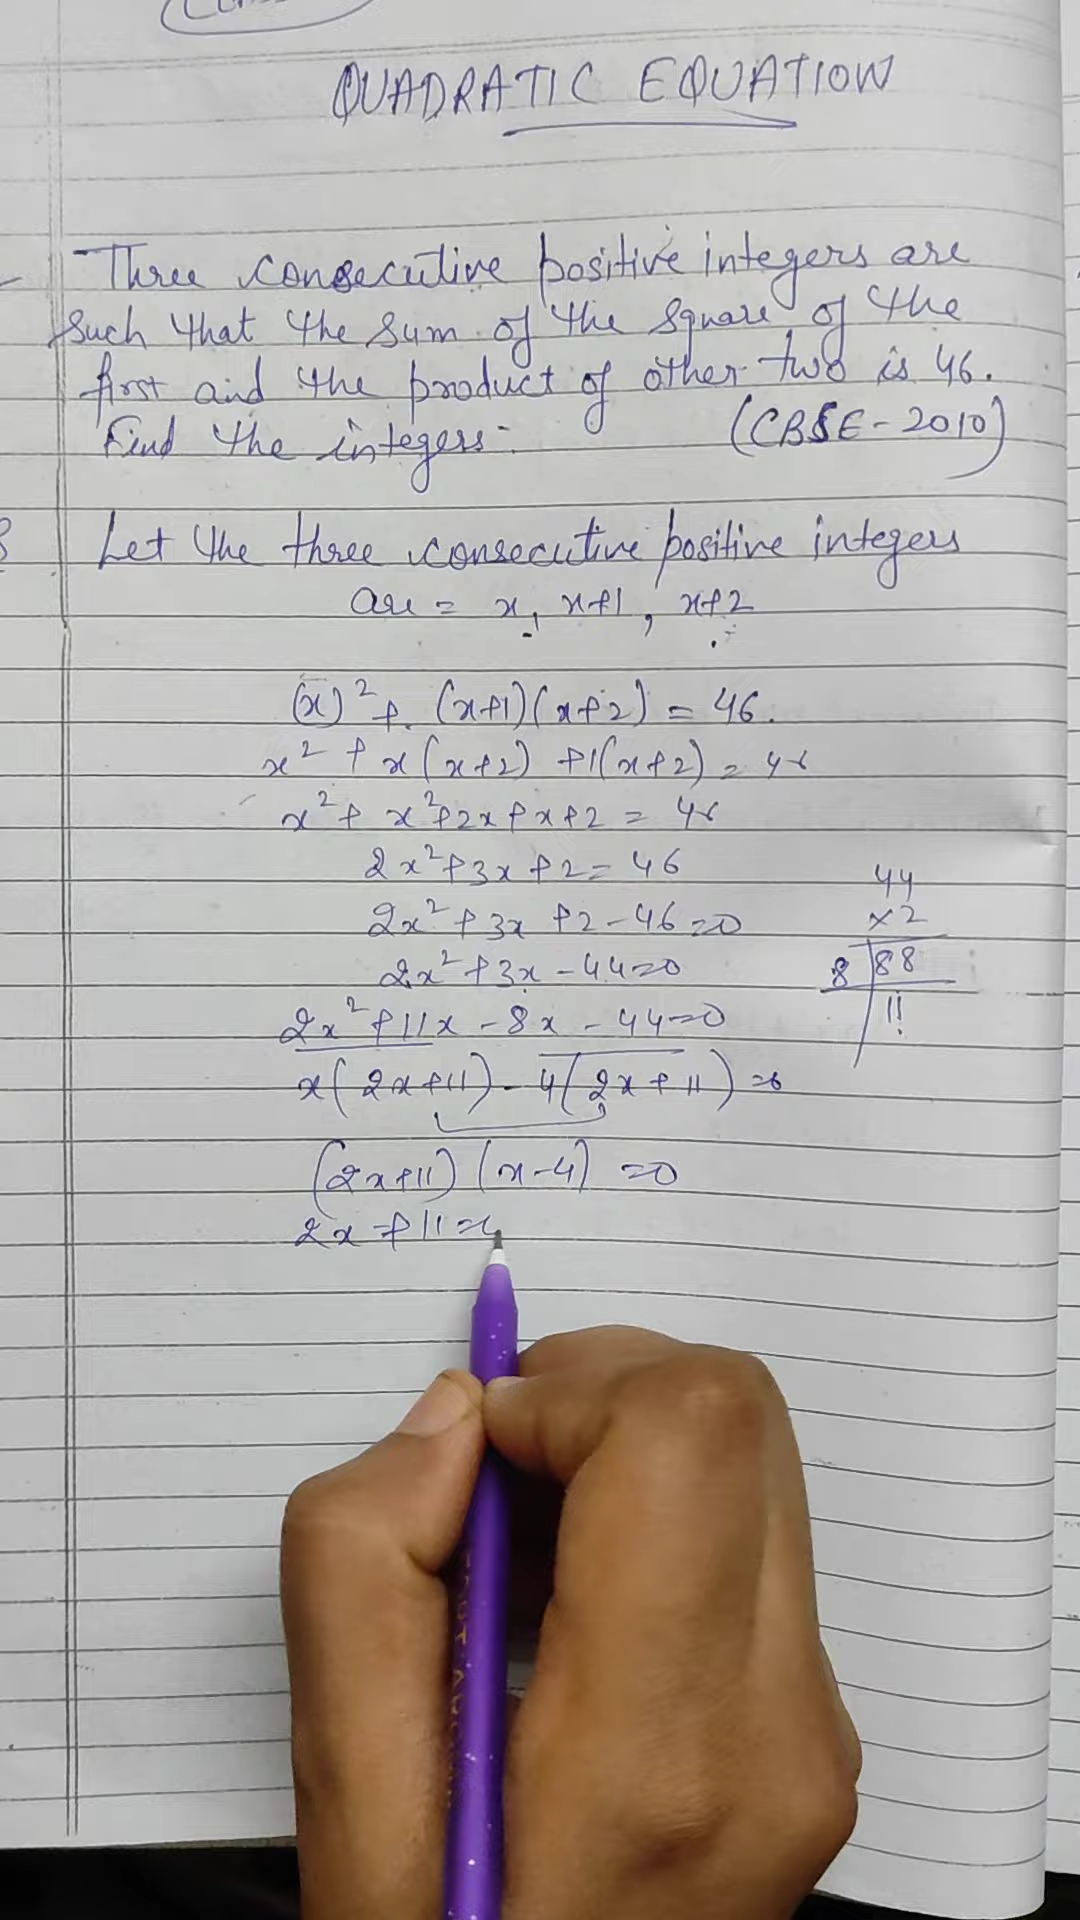 QUADRATIC EQUATION
Three consecutive positive integers are
such that the sum of the square of the
first and the product of other two is 46.
Find the integers. (CBSE-2010)
Let the three consecutive positive integers
are = x, x+1, x+2
(x)² + (x+1)(x+2) = 46.
x² + x(x+2) +1(x+2) = 46
x² + x²+2x+x+2 = 46
2x²+3x+2 = 46
44
2x²+3x+2-46=0
×2
2x²+3x-44=0
8 88
2x²+11x-8x-44=0
11
x(2x+11)-4(2x+11)=0
(2x+11)(x-4)=0
2x+11=